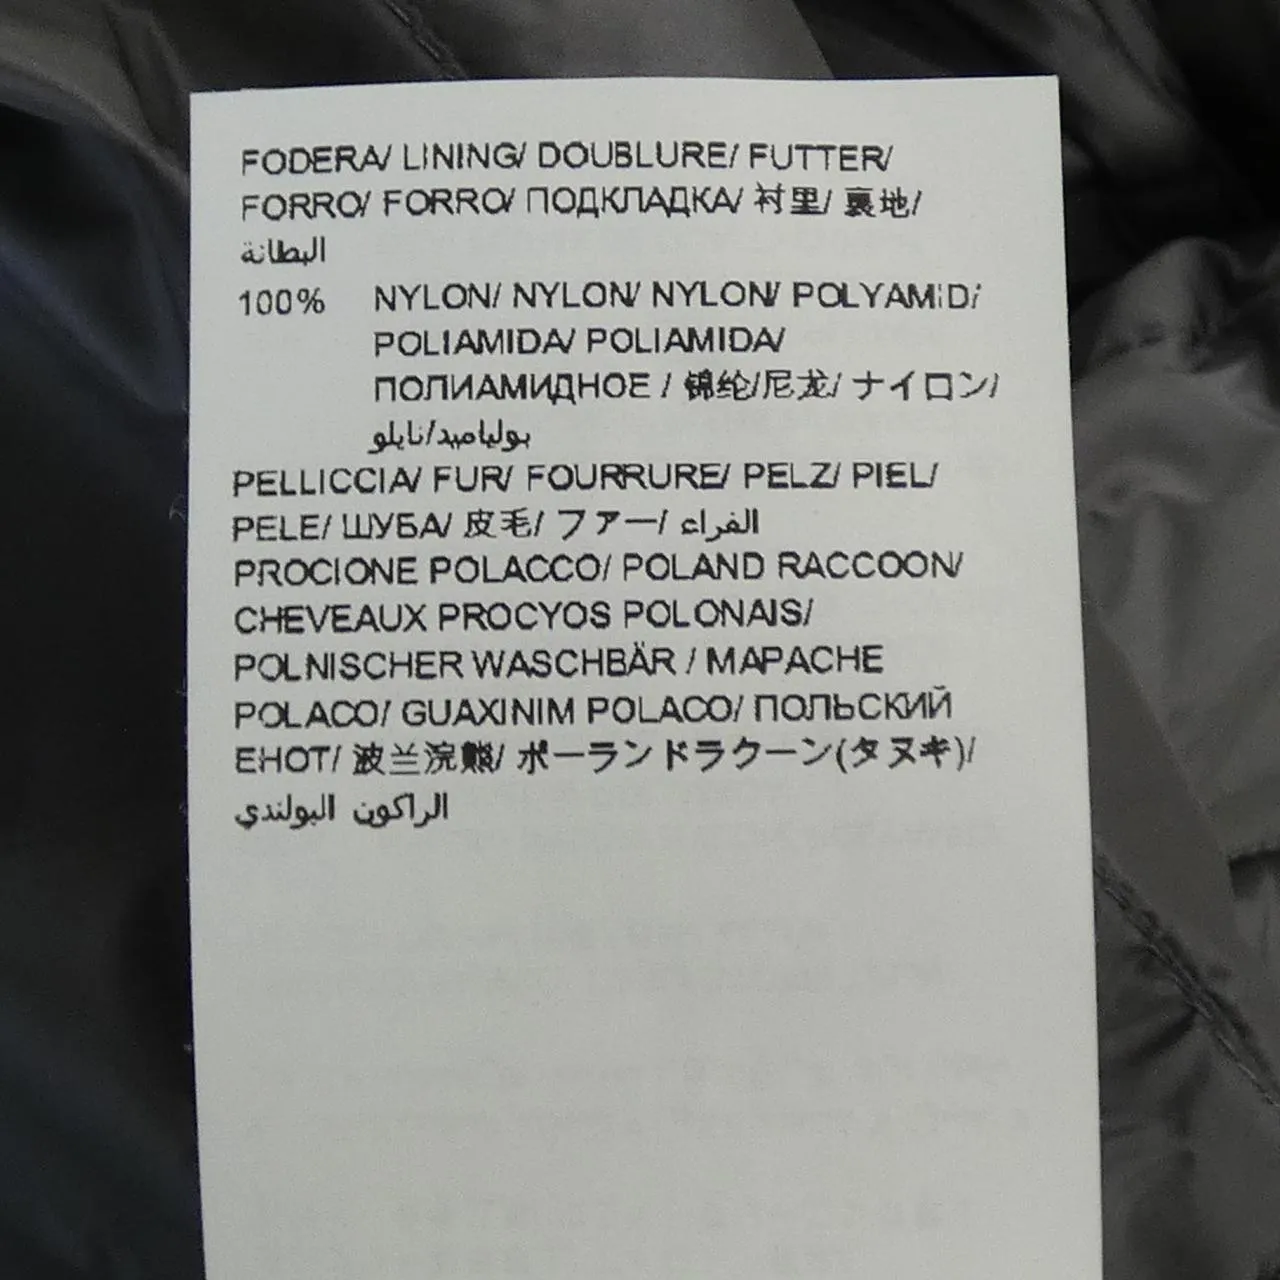 FODERA/ LINING/ DOUBLURE/ FUTTER/
FORRO/ FORRO/ ПОДКЛАДКА/ 衬里/ 裏地/
البطانة
100% NYLON/ NYLON/ NYLON/ POLYAMID/
POLIAMIDA/ POLIAMIDA/
ПОЛИАМИДНОЕ / 锦纶/尼龙/ ナイロン/
بولياميد/نايلو
PELLICCIA/ FUR/ FOURRURE/ PELZ/ PIEL/
PELE/ ШУБА/ 皮毛/ ファー/ الفراء
PROCIONE POLACCO/ POLAND RACCOON/
CHEVEAUX PROCYOS POLONAIS/
POLNISCHER WASCHBÄR / MAPACHE
POLACO/ GUAXINIM POLACO/ ПОЛЬСКИЙ
ЕНОТ/ 波兰浣熊/ ポーランドラクーン(タヌキ)/
الراكون البولندي